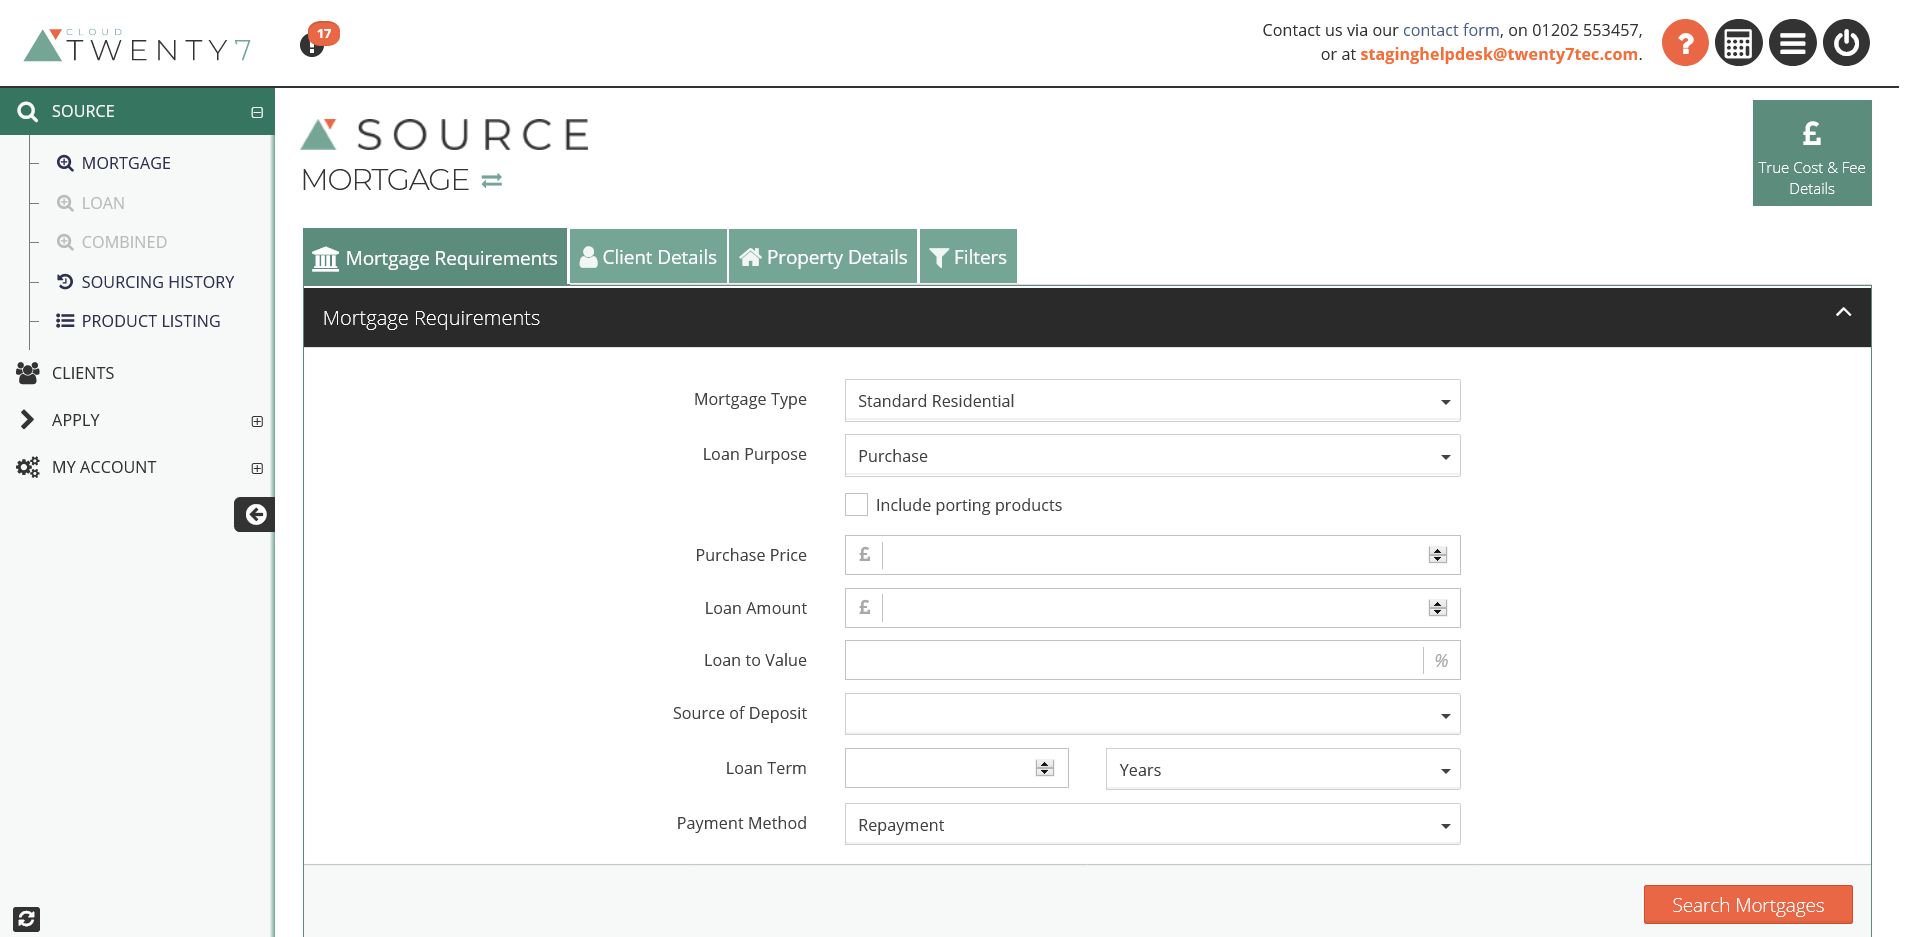 CLOUD
TWENTY7
17
Contact us via our contact form, on 01202 553457,
or at staginghelpdesk@twenty7tec.com.
SOURCE
MORTGAGE
LOAN
COMBINED
SOURCING HISTORY
PRODUCT LISTING
CLIENTS
APPLY
MY ACCOUNT
SOURCE
MORTGAGE
£
True Cost & Fee
Details
Mortgage Requirements
Client Details
Property Details
Filters
Mortgage Requirements
Mortgage Type
Standard Residential
Loan Purpose
Purchase
Include porting products
Purchase Price
£
Loan Amount
£
Loan to Value
%
Source of Deposit
Loan Term
Years
Payment Method
Repayment
Search Mortgages